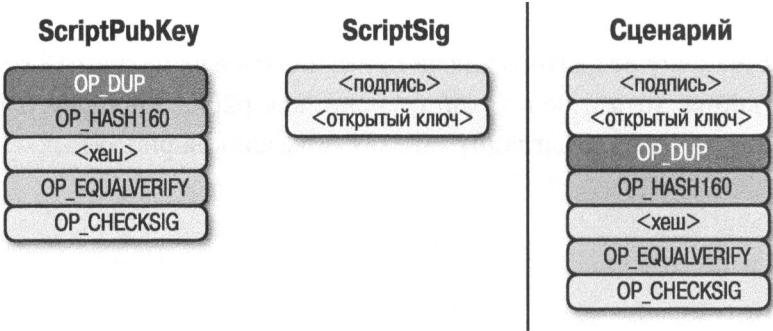 ScriptPubKey
OP_DUP
OP_HASH160
<хеш>
OP_EQUALVERIFY
OP_CHECKSIG
ScriptSig
<подпись>
<открытый ключ>
Сценарий
<подпись>
<открытый ключ>
OP_DUP
OP_HASH160
<хеш>
OP_EQUALVERIFY
OP_CHECKSIG